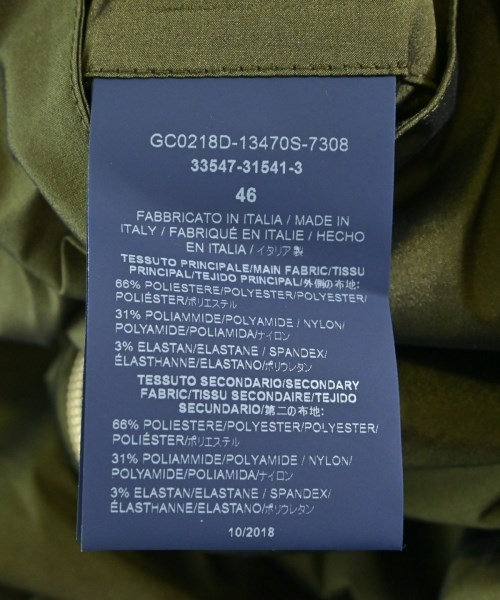 GC0218D-13470S-7308
33547-31541-3
46
FABBRICATO IN ITALIA / MADE IN
ITALY / FABRIQUÉ EN ITALIE / HECHO
EN ITALIA / イタリア製
TESSUTO PRINCIPALE/MAIN FABRIC/TISSU
PRINCIPAL/TEJIDO PRINCIPAL/外側の布地:
66% POLIESTERE/POLYESTER/POLYESTER/
POLIÉSTER/ポリエステル
31% POLIAMMIDE/POLYAMIDE / NYLON/
POLYAMIDE/POLIAMIDA/ナイロン
3% ELASTAN/ELASTANE / SPANDEX/
ÉLASTHANNE/ELASTANO/ポリウレタン
TESSUTO SECONDARIO/SECONDARY
FABRIC/TISSU SECONDAIRE/TEJIDO
SECUNDARIO/第二の布地:
66% POLIESTERE/POLYESTER/POLYESTER/
POLIÉSTER/ポリエステル
31% POLIAMMIDE/POLYAMIDE / NYLON/
POLYAMIDE/POLIAMIDA/ナイロン
3% ELASTAN/ELASTANE / SPANDEX/
ÉLASTHANNE/ELASTANO/ポリウレタン
10/2018